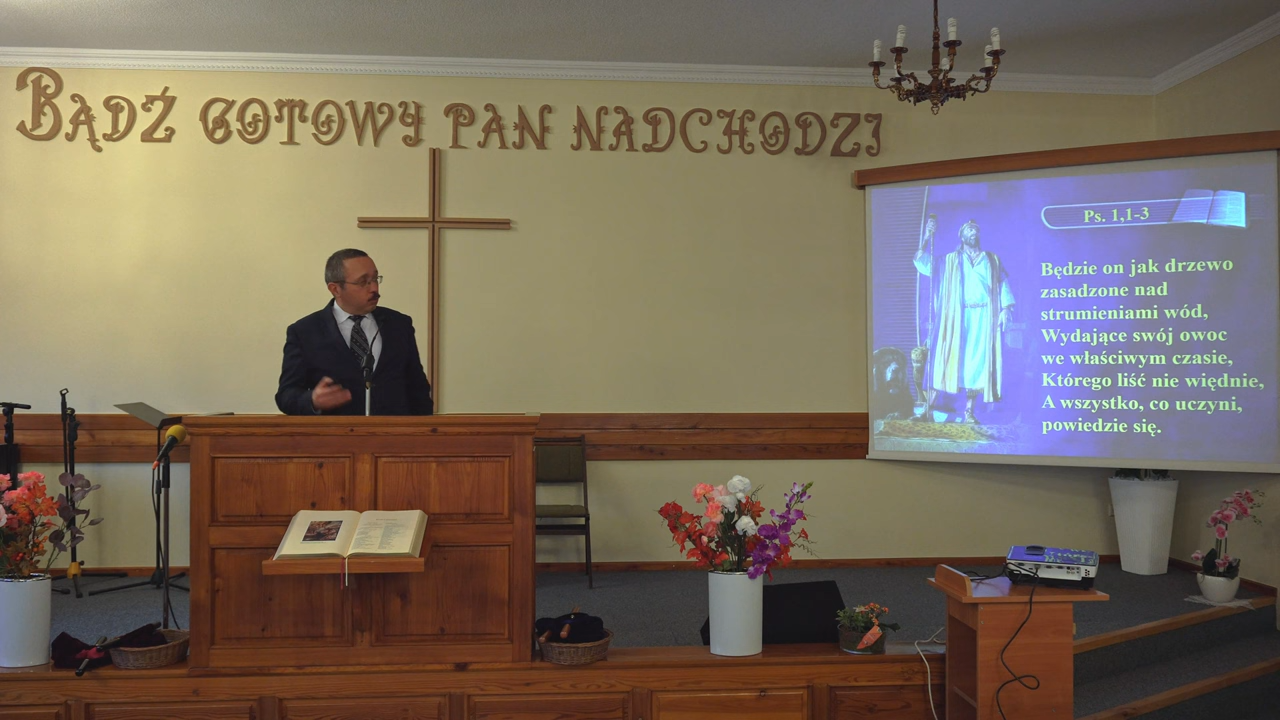 BĄDŹ GOTOWY PAN NADCHODZI
Ps. 1,1-3
Będzie on jak drzewo
zasadzone nad
strumieniami wód,
Wydające swój owoc
we właściwym czasie,
Którego liść nie więdnie,
A wszystko, co uczyni,
powiedzie się.